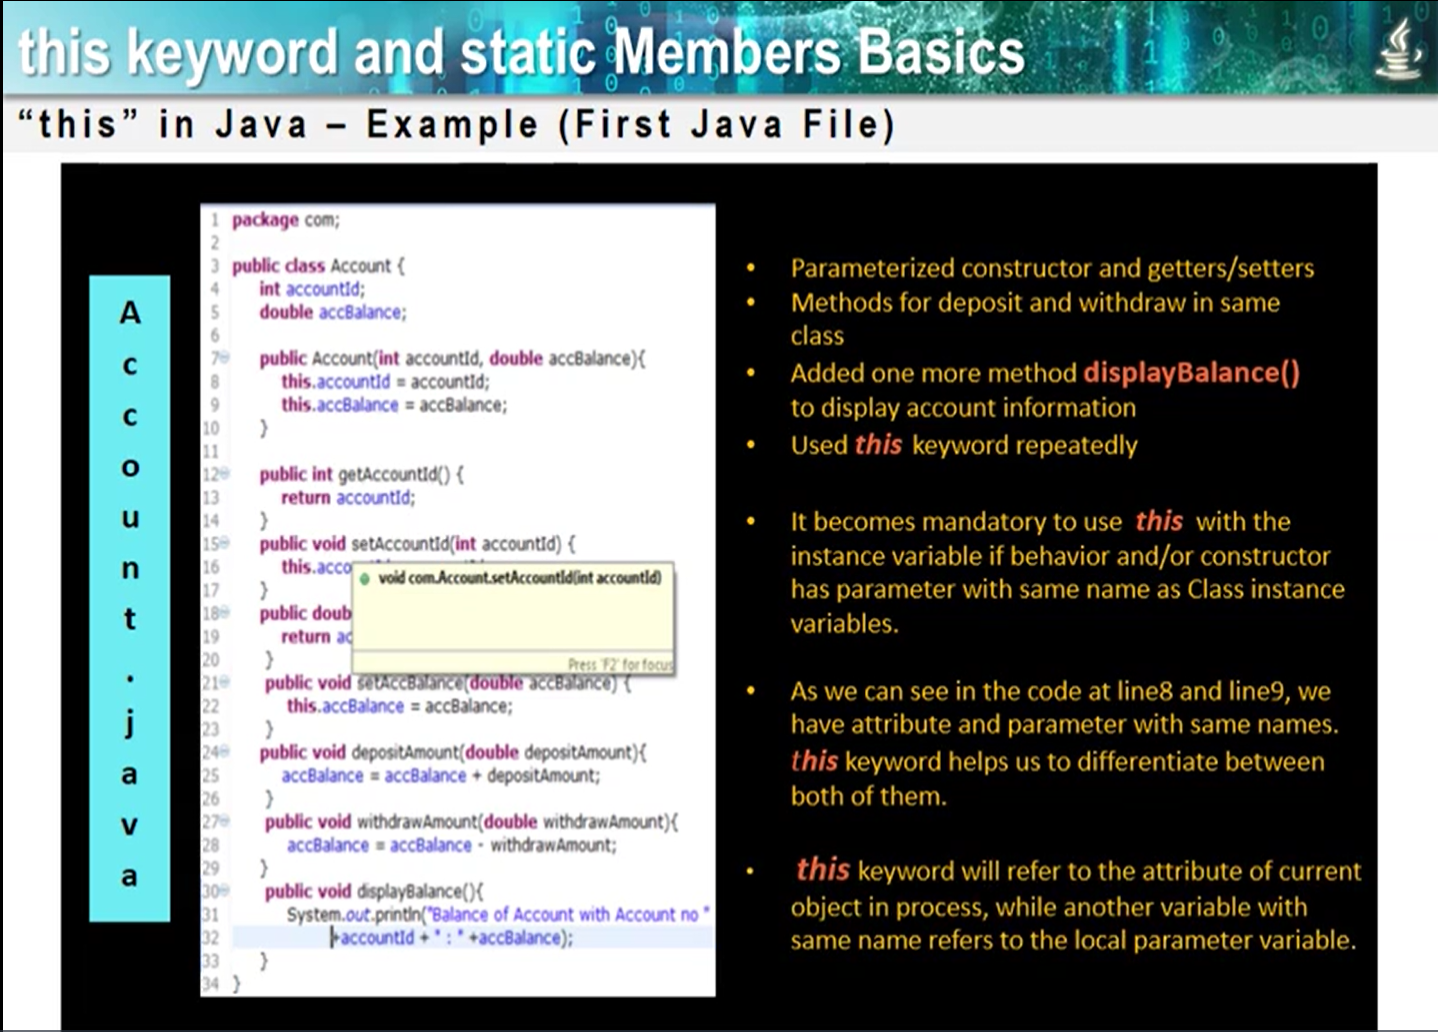 this keyword and static Members Basics
“this” in Java – Example (First Java File)
Account.java
1 package com;
2
3 public class Account {
4 int accountId;
5 double accBalance;
6
7 public Account(int accountId, double accBalance){
8 this.accountId = accountId;
9 this.accBalance = accBalance;
10 }
11
12 public int getAccountId() {
13 return accountId;
14 }
15 public void setAccountId(int accountId) {
16 this.acco
void com.Account.setAccountId(int accountId)
17 }
18 public doub
19 return ac
20 }
Press 'F2' for focus
21 public void setAccBalance(double accBalance) {
22 this.accBalance = accBalance;
23 }
24 public void depositAmount(double depositAmount){
25 accBalance = accBalance + depositAmount;
26 }
27 public void withdrawAmount(double withdrawAmount){
28 accBalance = accBalance - withdrawAmount;
29 }
30 public void displayBalance(){
31 System.out.println("Balance of Account with Account no "
32 +accountId + " : " +accBalance);
33 }
34 }
• Parameterized constructor and getters/setters
• Methods for deposit and withdraw in same
class
• Added one more method displayBalance()
to display account information
• Used this keyword repeatedly
• It becomes mandatory to use this with the
instance variable if behavior and/or constructor
has parameter with same name as Class instance
variables.
• As we can see in the code at line8 and line9, we
have attribute and parameter with same names.
this keyword helps us to differentiate between
both of them.
• this keyword will refer to the attribute of current
object in process, while another variable with
same name refers to the local parameter variable.